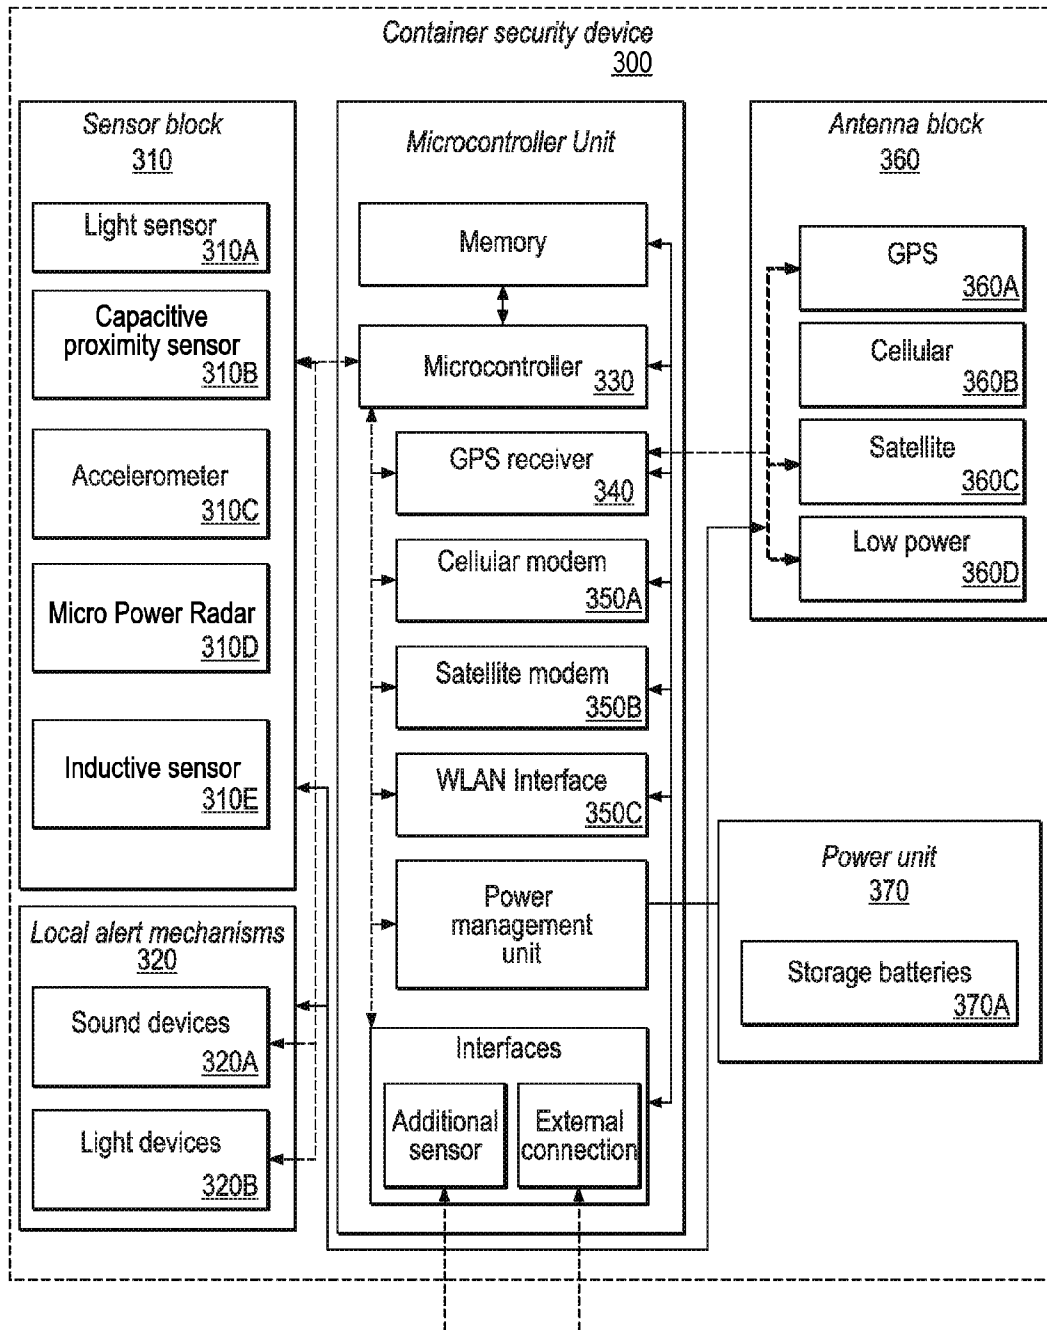 Container security device
300
Sensor block
310
Light sensor
310A
Capacitive
proximity sensor
310B
Accelerometer
310C
Micro Power Radar
310D
Inductive sensor
310E
Local alert mechanisms
320
Sound devices
320A
Light devices
320B
Microcontroller Unit
Memory
Microcontroller
330
GPS receiver
340
Cellular modem
350A
Satellite modem
350B
WLAN Interface
350C
Power
management
unit
Interfaces
Additional
sensor
External
connection
Antenna block
360
GPS
360A
Cellular
360B
Satellite
360C
Low power
360D
Power unit
370
Storage batteries
370A